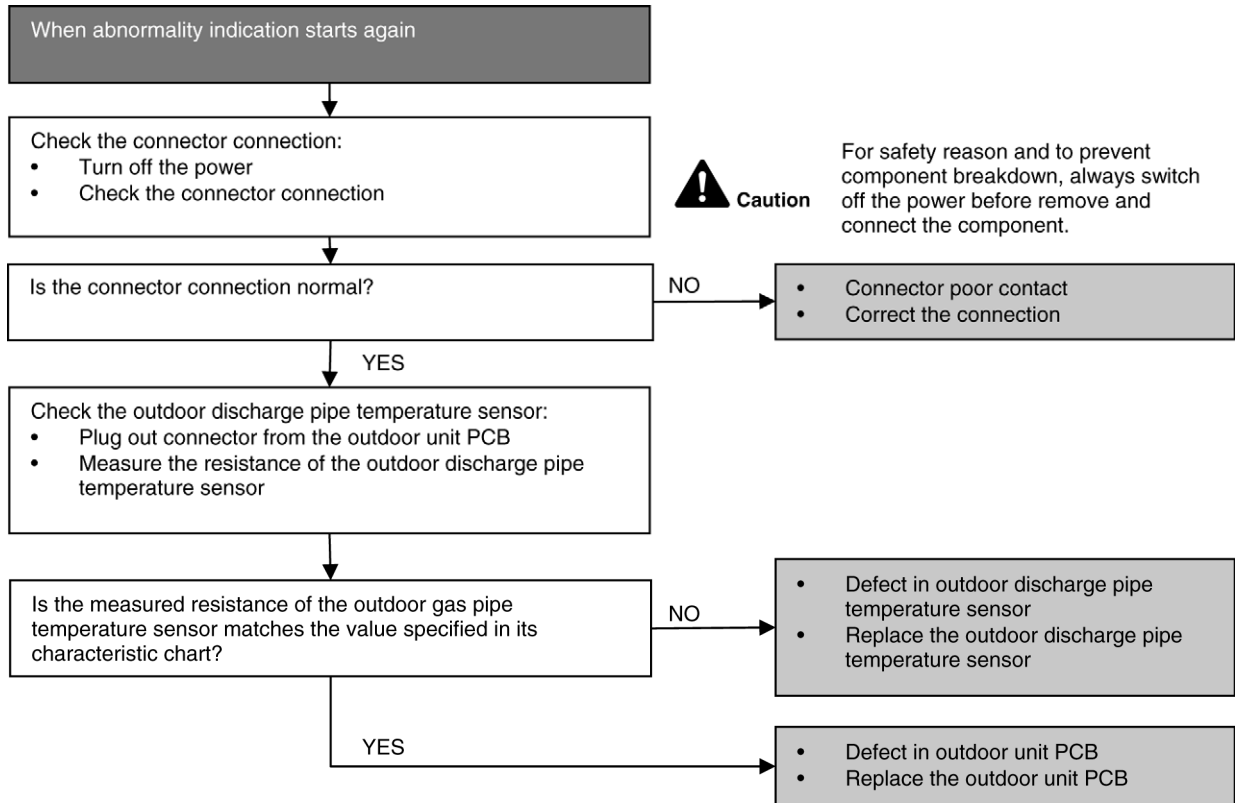 When abnormality indication starts again
Check the connector connection:
• Turn off the power
• Check the connector connection
Caution
For safety reason and to prevent
component breakdown, always switch
off the power before remove and
connect the component.
Is the connector connection normal?
NO
• Connector poor contact
• Correct the connection
YES
Check the outdoor discharge pipe temperature sensor:
• Plug out connector from the outdoor unit PCB
• Measure the resistance of the outdoor discharge pipe
temperature sensor
Is the measured resistance of the outdoor gas pipe
temperature sensor matches the value specified in its
characteristic chart?
NO
• Defect in outdoor discharge pipe
temperature sensor
• Replace the outdoor discharge pipe
temperature sensor
YES
• Defect in outdoor unit PCB
• Replace the outdoor unit PCB